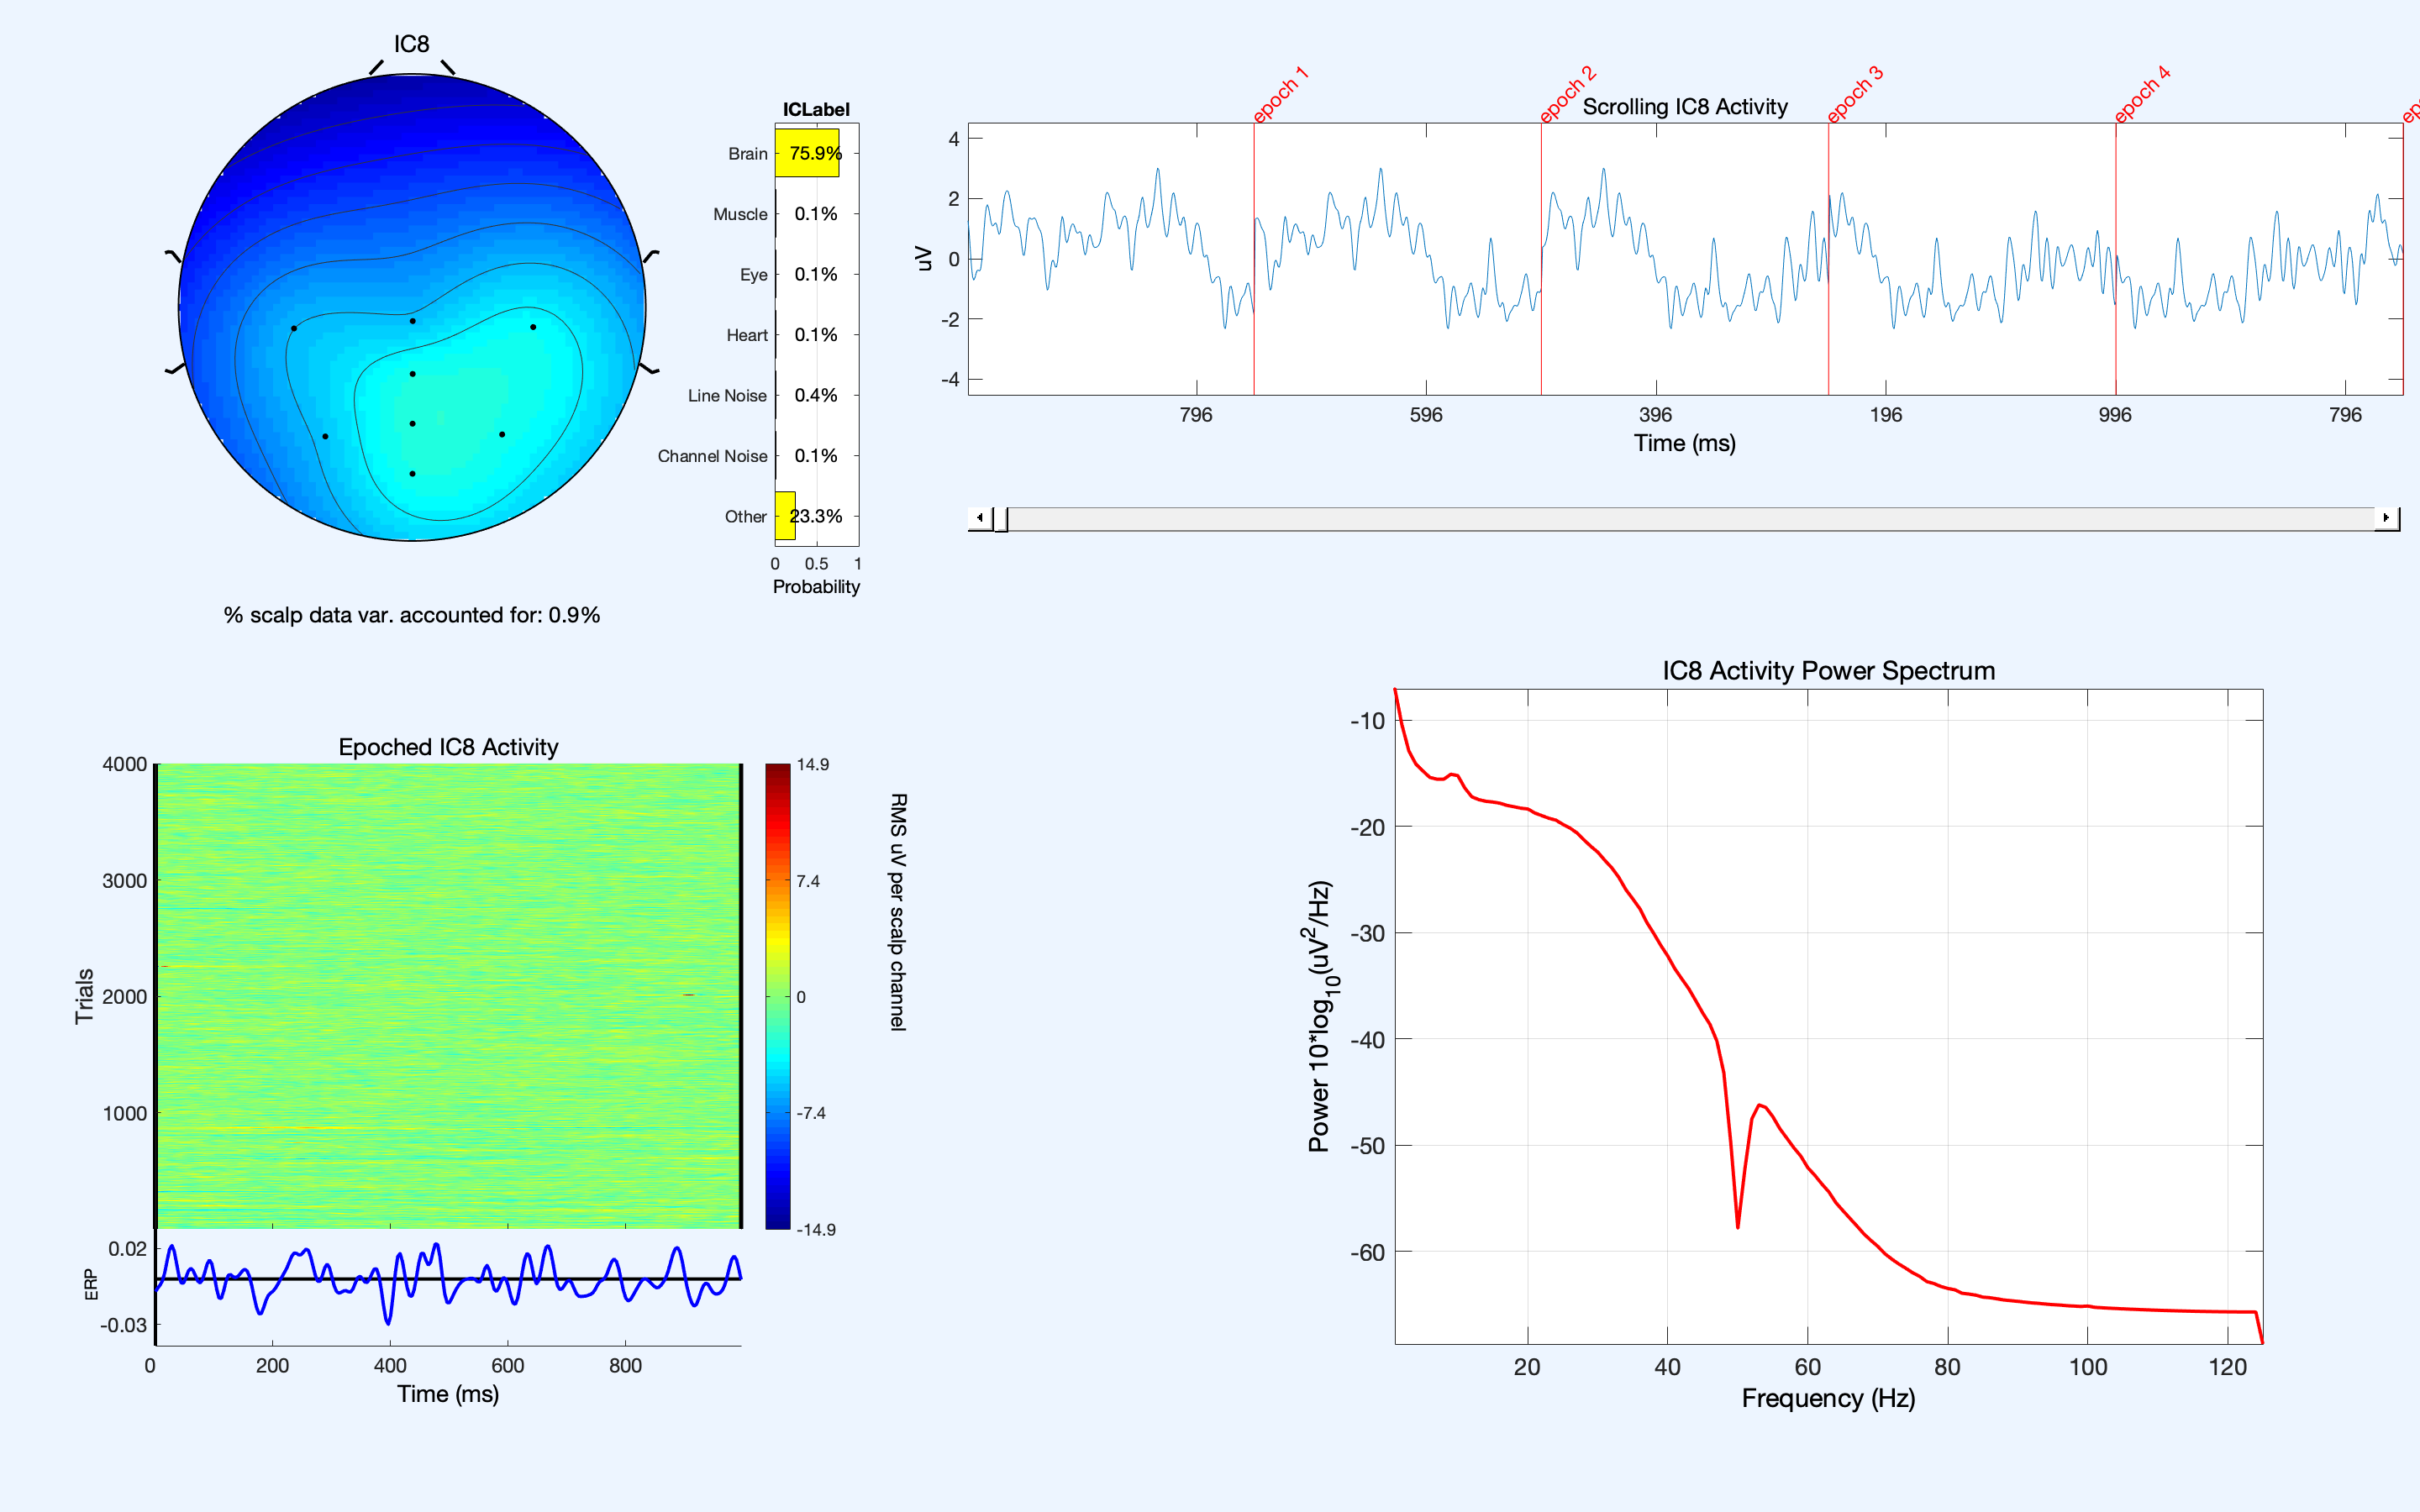 IC8
ICLabel
Brain 75.9%
Muscle 0.1%
Eye 0.1%
Heart 0.1%
Line Noise 0.4%
Channel Noise 0.1%
Other 23.3%
0 0.5 1
Probability
% scalp data var. accounted for: 0.9%
epoch 1
epoch 2
epoch 3
epoch 4
ep
Scrolling IC8 Activity
4
2
0
-2
-4
uV
796 596 396 196 996 796
Time (ms)
Epoched IC8 Activity
4000
3000
2000
1000
Trials
14.9
7.4
0
-7.4
-14.9
RMS uV per scalp channel
0.02
-0.03
ERP
0 200 400 600 800
Time (ms)
IC8 Activity Power Spectrum
-10
-20
-30
-40
-50
-60
Power 10*log10(uV2/Hz)
20 40 60 80 100 120
Frequency (Hz)